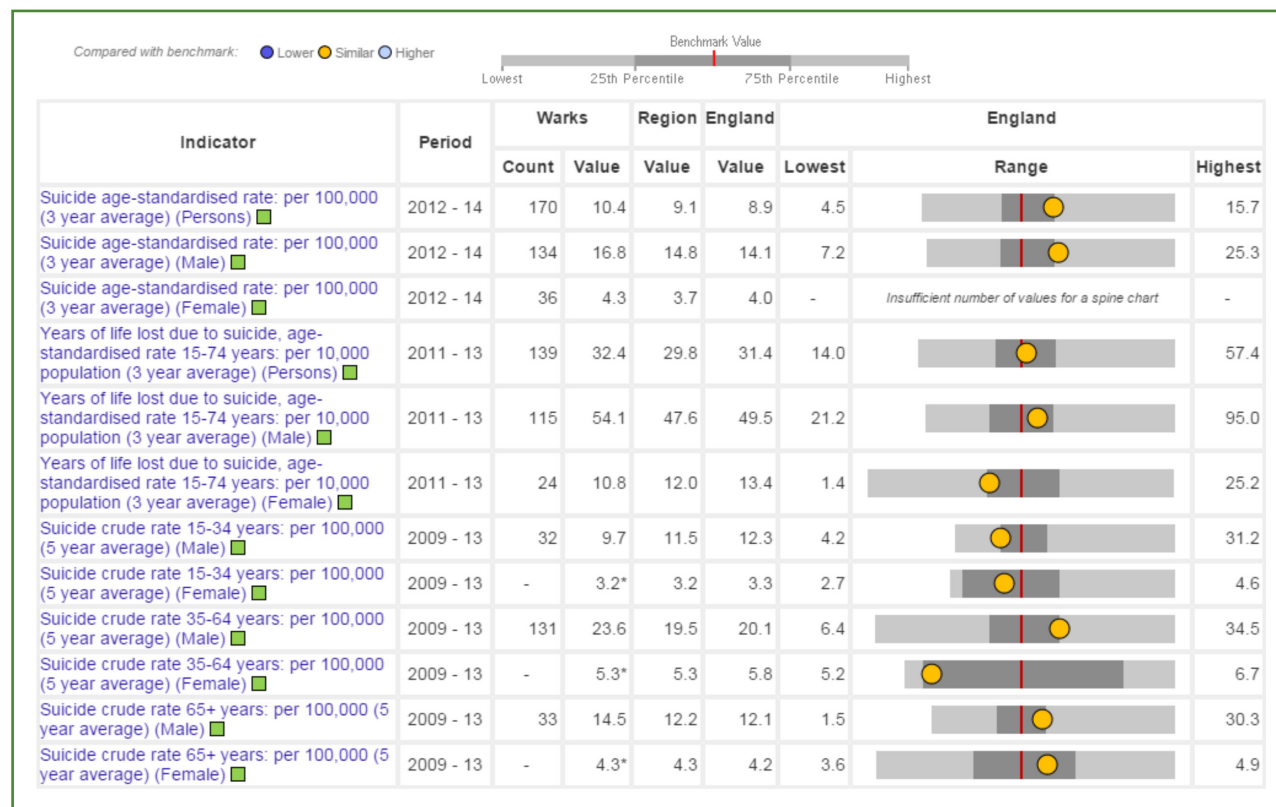 Compared with benchmark: Lower Similar Higher
Benchmark Value
Lowest 25th Percentile 75th Percentile Highest
Indicator Period Warks Region England England
Count Value Value Value Lowest Range Highest
Suicide age-standardised rate: per 100,000
(3 year average) (Persons) 2012 - 14 170 10.4 9.1 8.9 4.5 15.7
Suicide age-standardised rate: per 100,000
(3 year average) (Male) 2012 - 14 134 16.8 14.8 14.1 7.2 25.3
Suicide age-standardised rate: per 100,000
(3 year average) (Female) 2012 - 14 36 4.3 3.7 4.0 - Insufficient number of values for a spine chart -
Years of life lost due to suicide, age-
standardised rate 15-74 years: per 10,000
population (3 year average) (Persons) 2011 - 13 139 32.4 29.8 31.4 14.0 57.4
Years of life lost due to suicide, age-
standardised rate 15-74 years: per 10,000
population (3 year average) (Male) 2011 - 13 115 54.1 47.6 49.5 21.2 95.0
Years of life lost due to suicide, age-
standardised rate 15-74 years: per 10,000
population (3 year average) (Female) 2011 - 13 24 10.8 12.0 13.4 1.4 25.2
Suicide crude rate 15-34 years: per 100,000
(5 year average) (Male) 2009 - 13 32 9.7 11.5 12.3 4.2 31.2
Suicide crude rate 15-34 years: per 100,000
(5 year average) (Female) 2009 - 13 - 3.2* 3.2 3.3 2.7 4.6
Suicide crude rate 35-64 years: per 100,000
(5 year average) (Male) 2009 - 13 131 23.6 19.5 20.1 6.4 34.5
Suicide crude rate 35-64 years: per 100,000
(5 year average) (Female) 2009 - 13 - 5.3* 5.3 5.8 5.2 6.7
Suicide crude rate 65+ years: per 100,000 (5
year average) (Male) 2009 - 13 33 14.5 12.2 12.1 1.5 30.3
Suicide crude rate 65+ years: per 100,000 (5
year average) (Female) 2009 - 13 - 4.3* 4.3 4.2 3.6 4.9